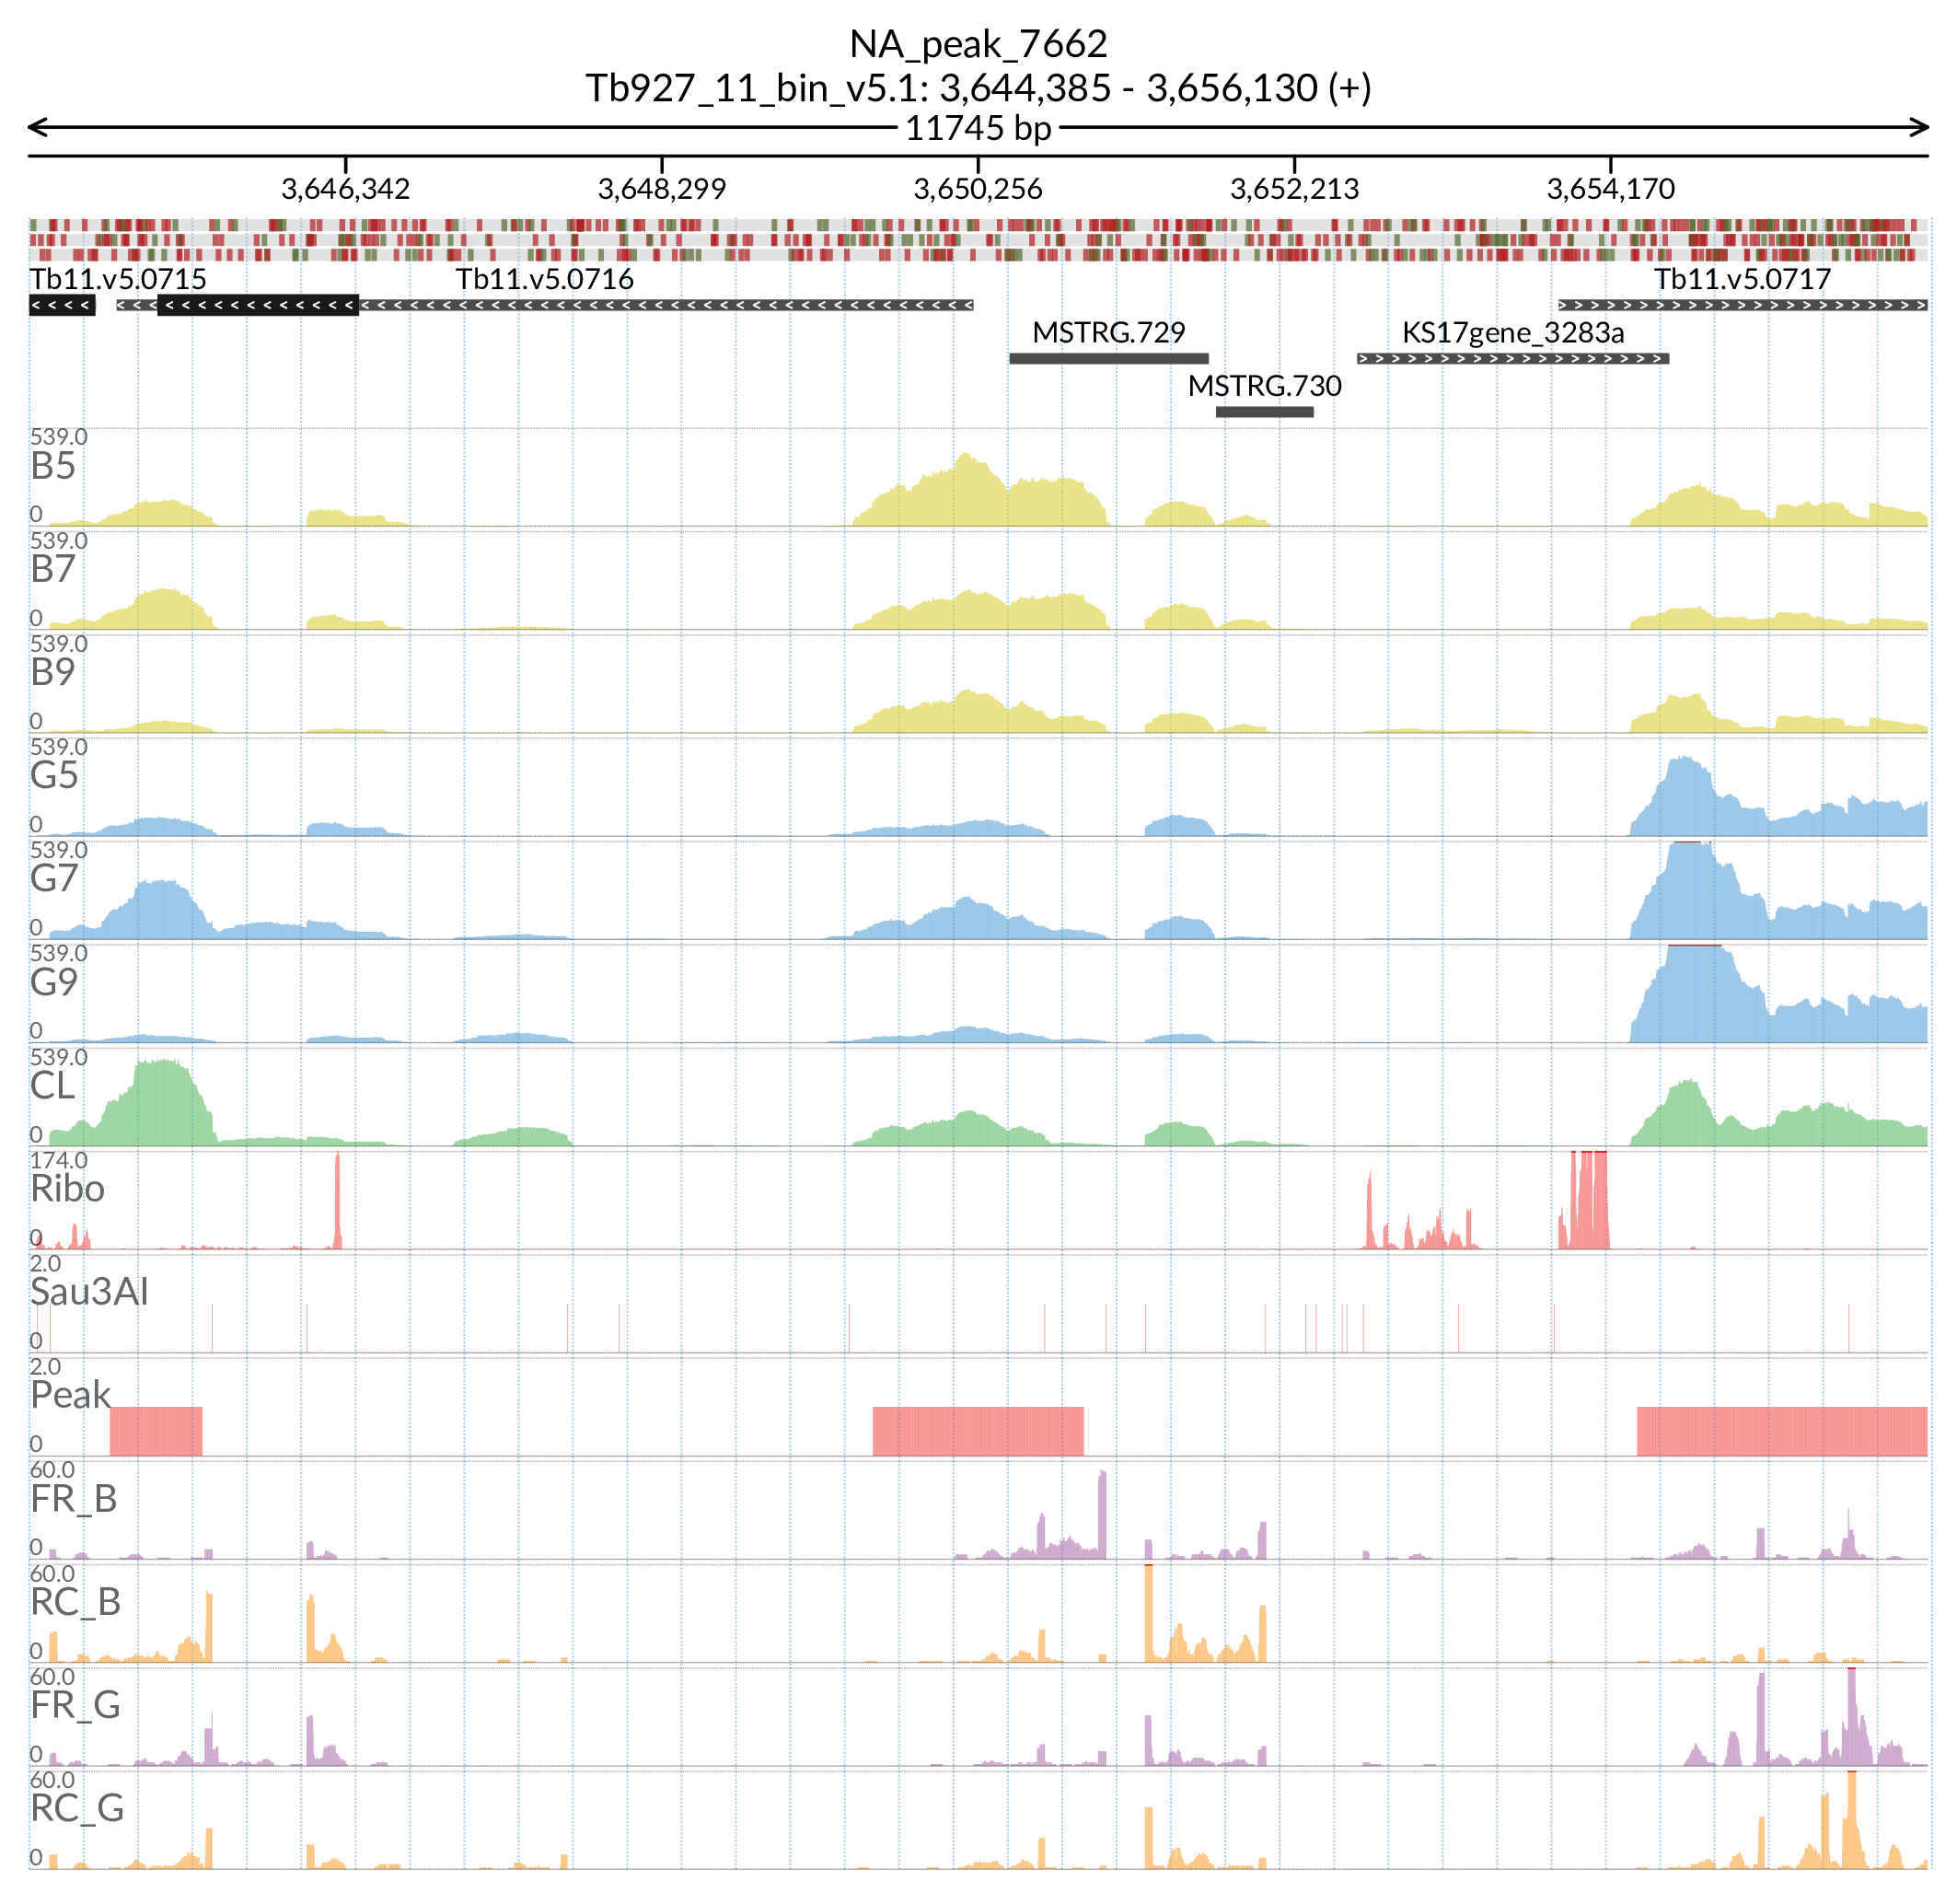 NA_peak_7662
Tb927_11_bin_v5.1: 3,644,385 - 3,656,130 (+)
11745 bp
3,646,342 3,648,299 3,650,256 3,652,213 3,654,170
Tb11.v5.0715 Tb11.v5.0716 Tb11.v5.0717
MSTRG.729 KS17gene_3283a
MSTRG.730
539.0
B5
0
539.0
B7
0
539.0
B9
0
539.0
G5
0
539.0
G7
0
539.0
G9
0
539.0
CL
0
174.0
Ribo
0
2.0
Sau3AI
0
2.0
Peak
0
60.0
FR_B
0
60.0
RC_B
0
60.0
FR_G
0
60.0
RC_G
0